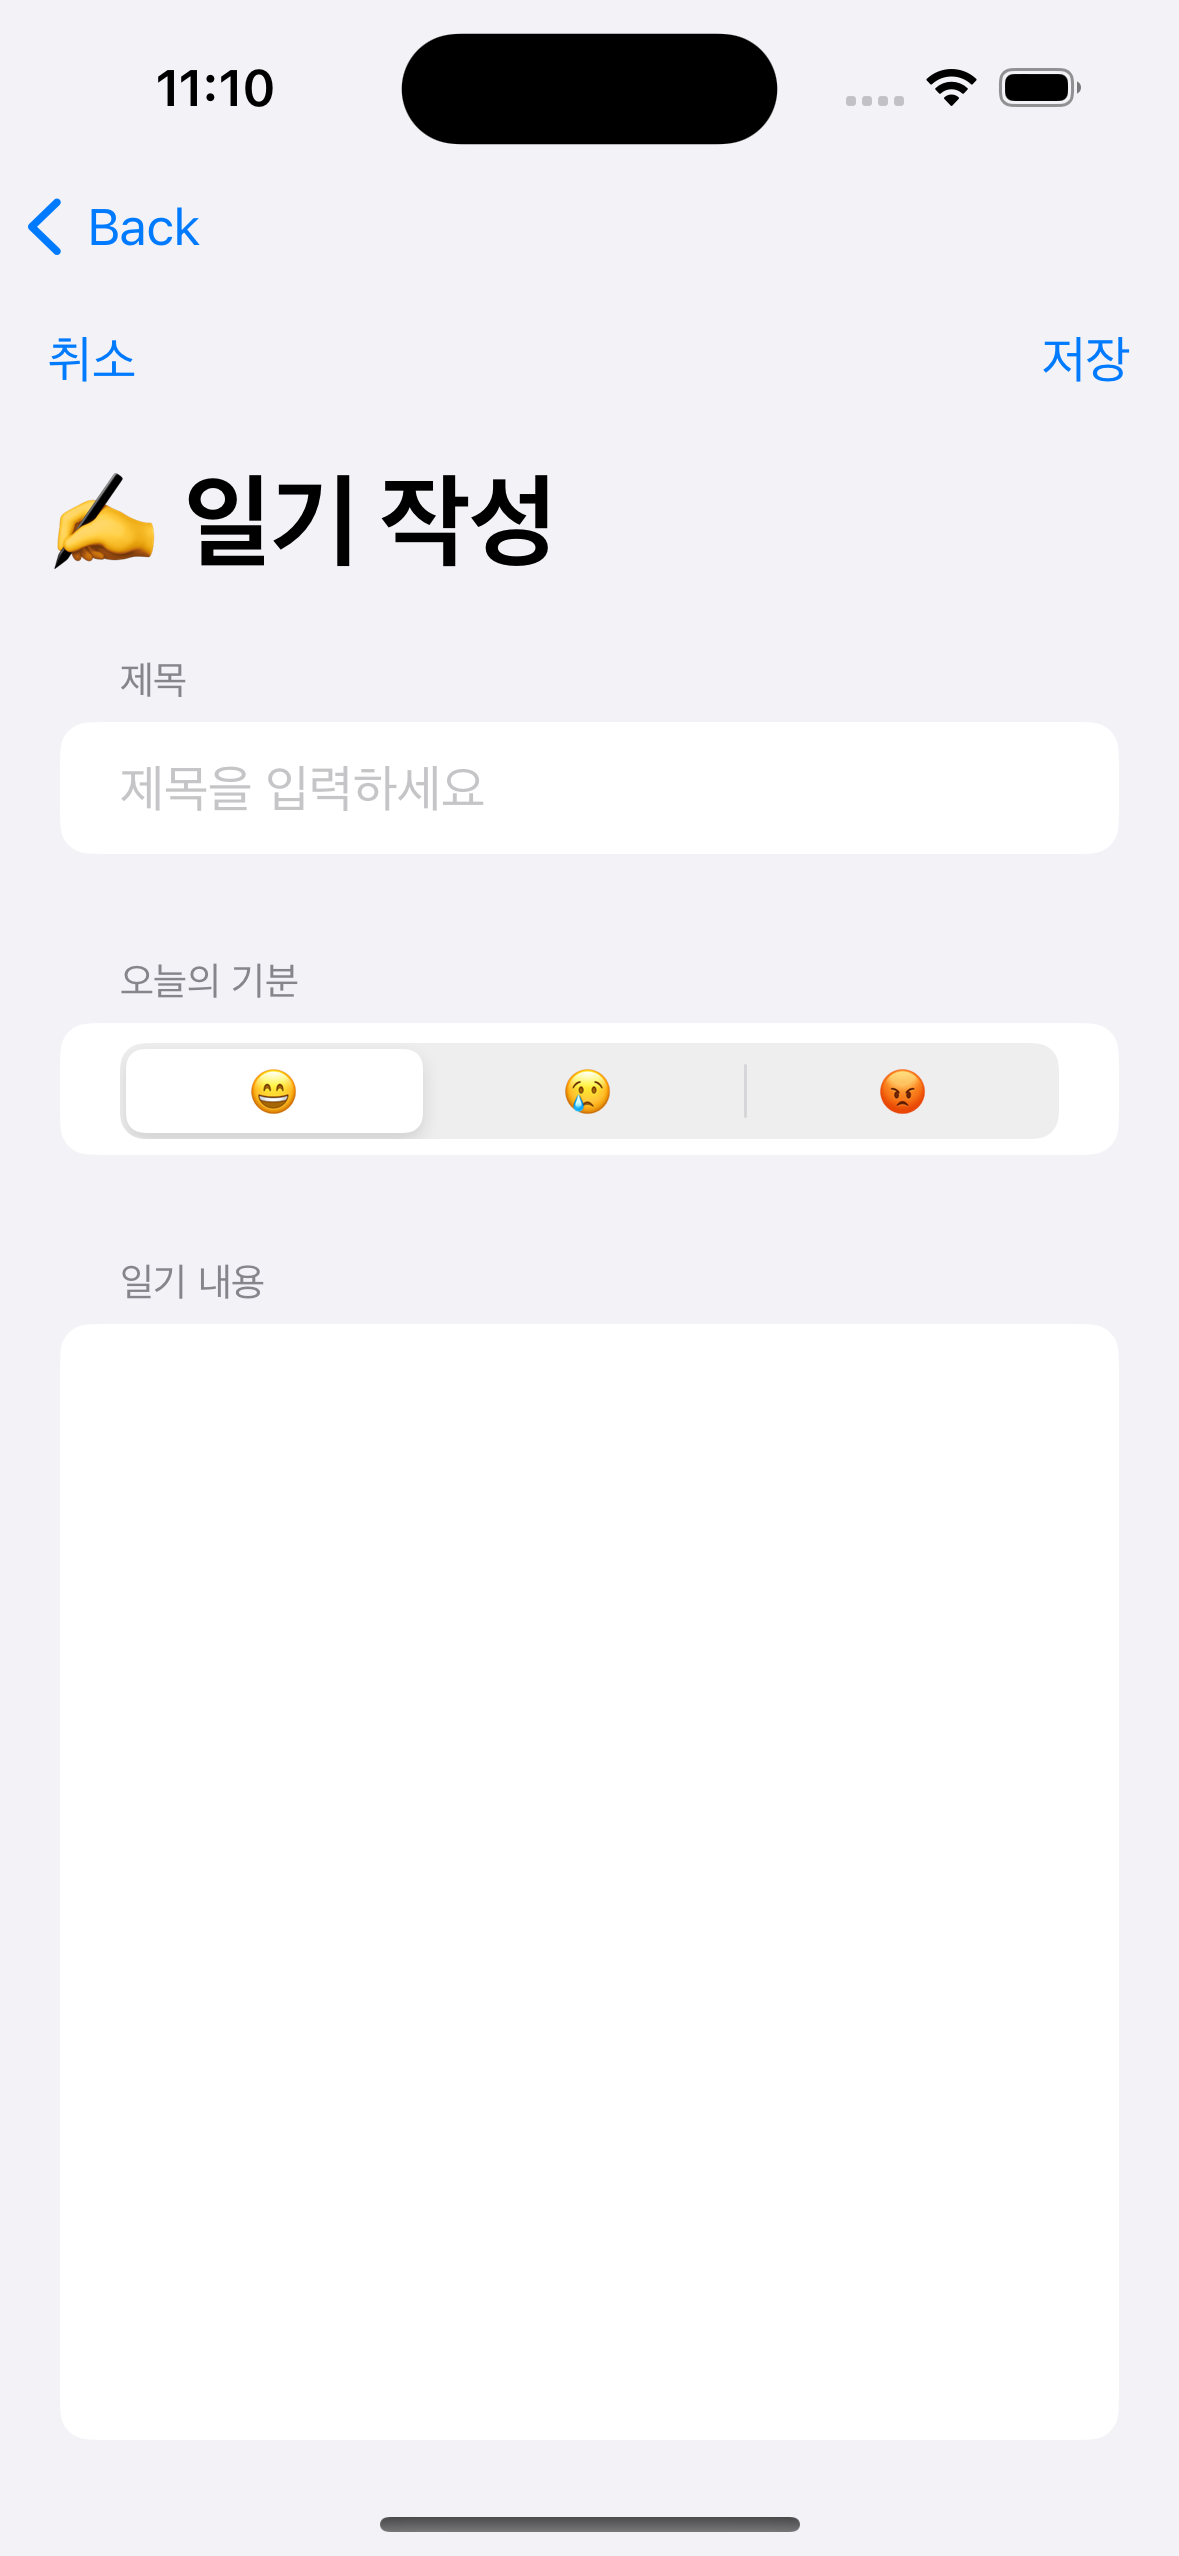 11:10
Back
취소 저장
✍️ 일기 작성
제목
제목을 입력하세요
오늘의 기분
😄 😢 😡
일기 내용